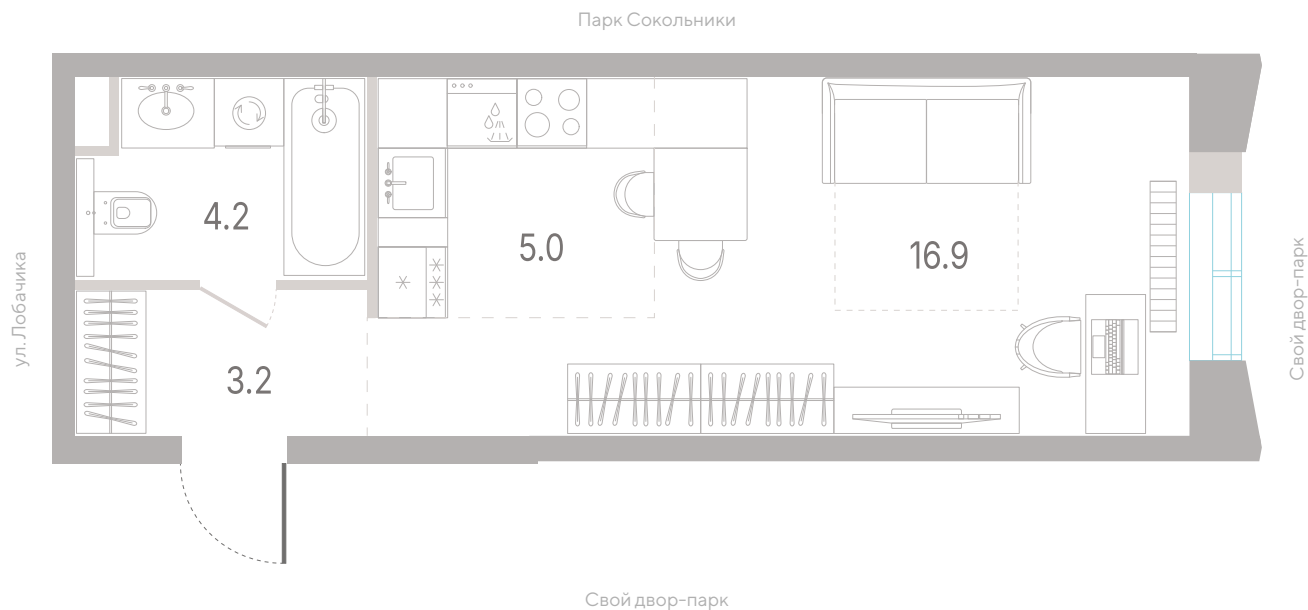 Парк Сокольники
4.2
5.0
16.9
ул. Лобачика
Свой двор-парк
3.2
Свой двор-парк